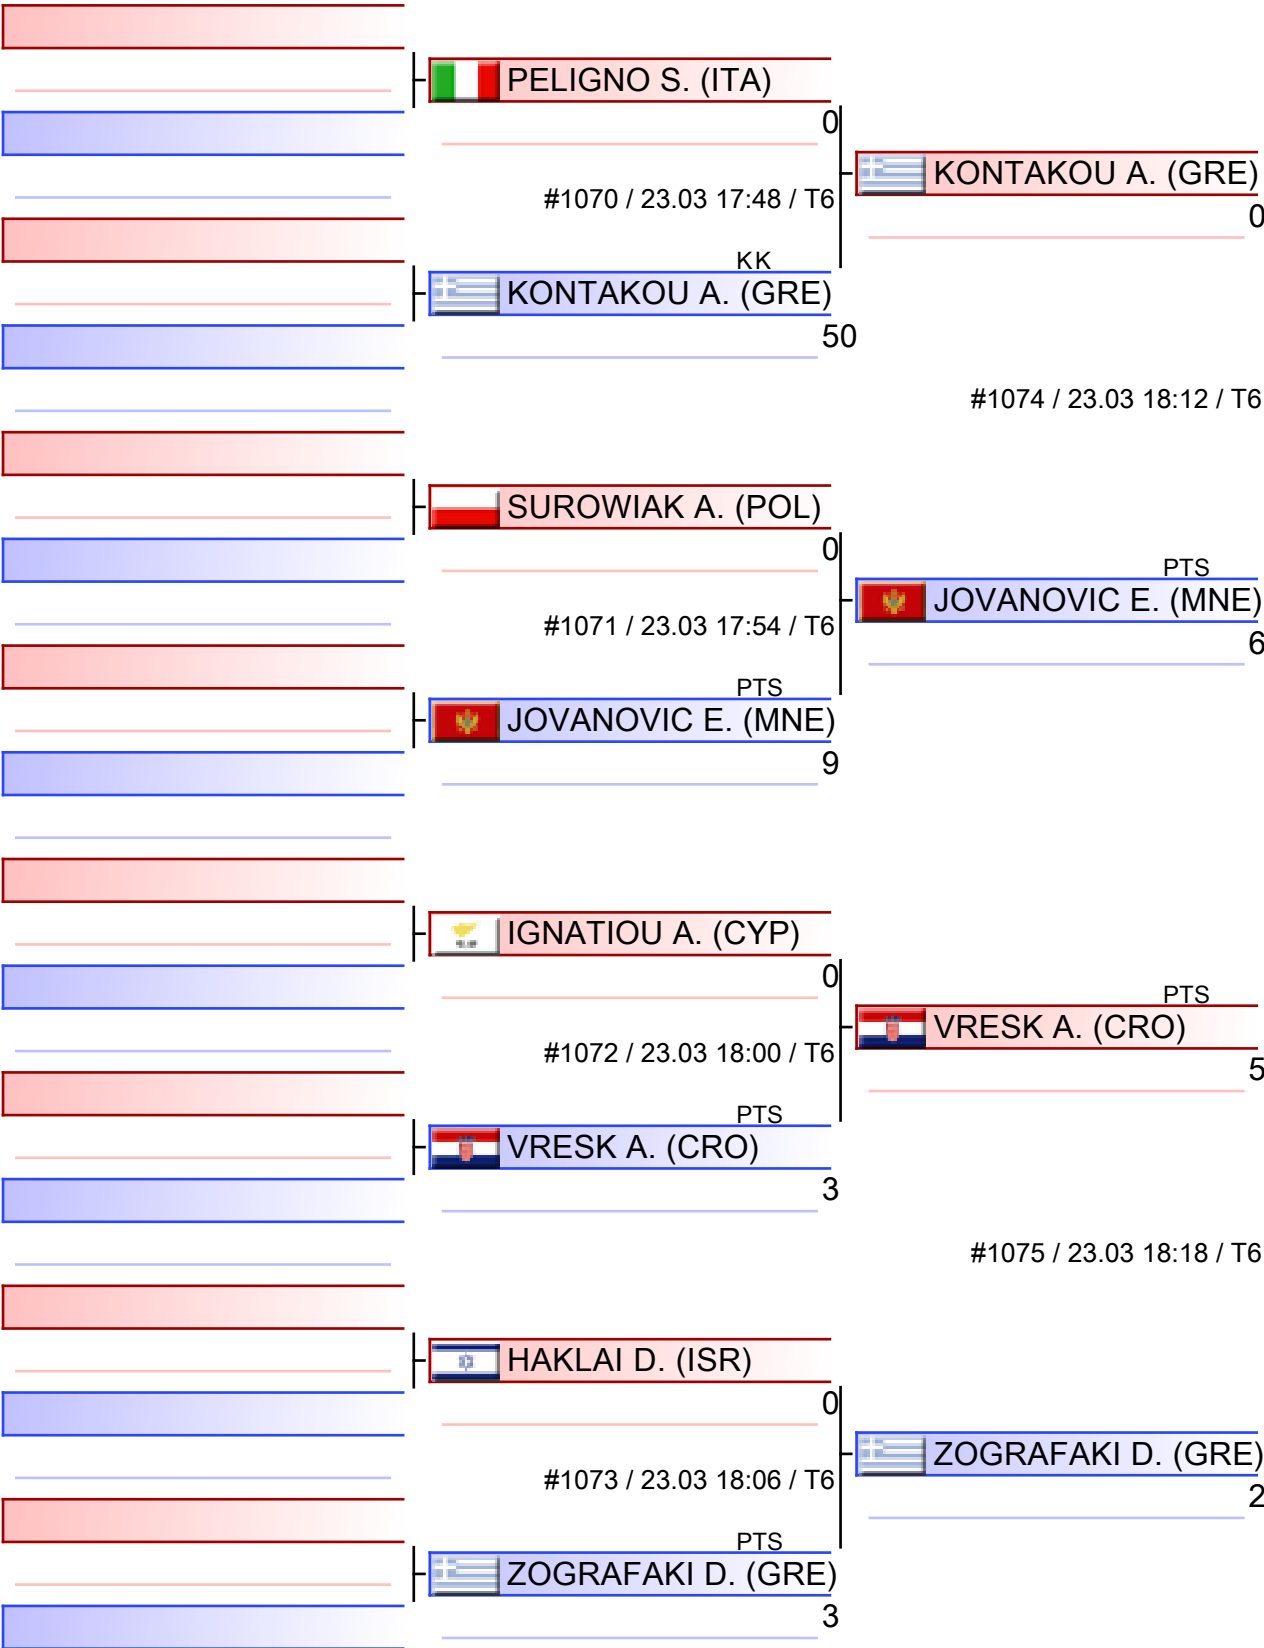 PELIGNO S. (ITA)
0
#1070 / 23.03 17:48 / T6
KK
KONTAKOU A. (GRE)
50
KONTAKOU A. (GRE)
0
#1074 / 23.03 18:12 / T6
SUROWIAK A. (POL)
0
#1071 / 23.03 17:54 / T6
PTS
JOVANOVIC E. (MNE)
9
PTS
JOVANOVIC E. (MNE)
6
IGNATIOU A. (CYP)
0
#1072 / 23.03 18:00 / T6
PTS
VRESK A. (CRO)
3
PTS
VRESK A. (CRO)
5
#1075 / 23.03 18:18 / T6
HAKLAI D. (ISR)
0
#1073 / 23.03 18:06 / T6
PTS
ZOGRAFAKI D. (GRE)
3
ZOGRAFAKI D. (GRE)
2